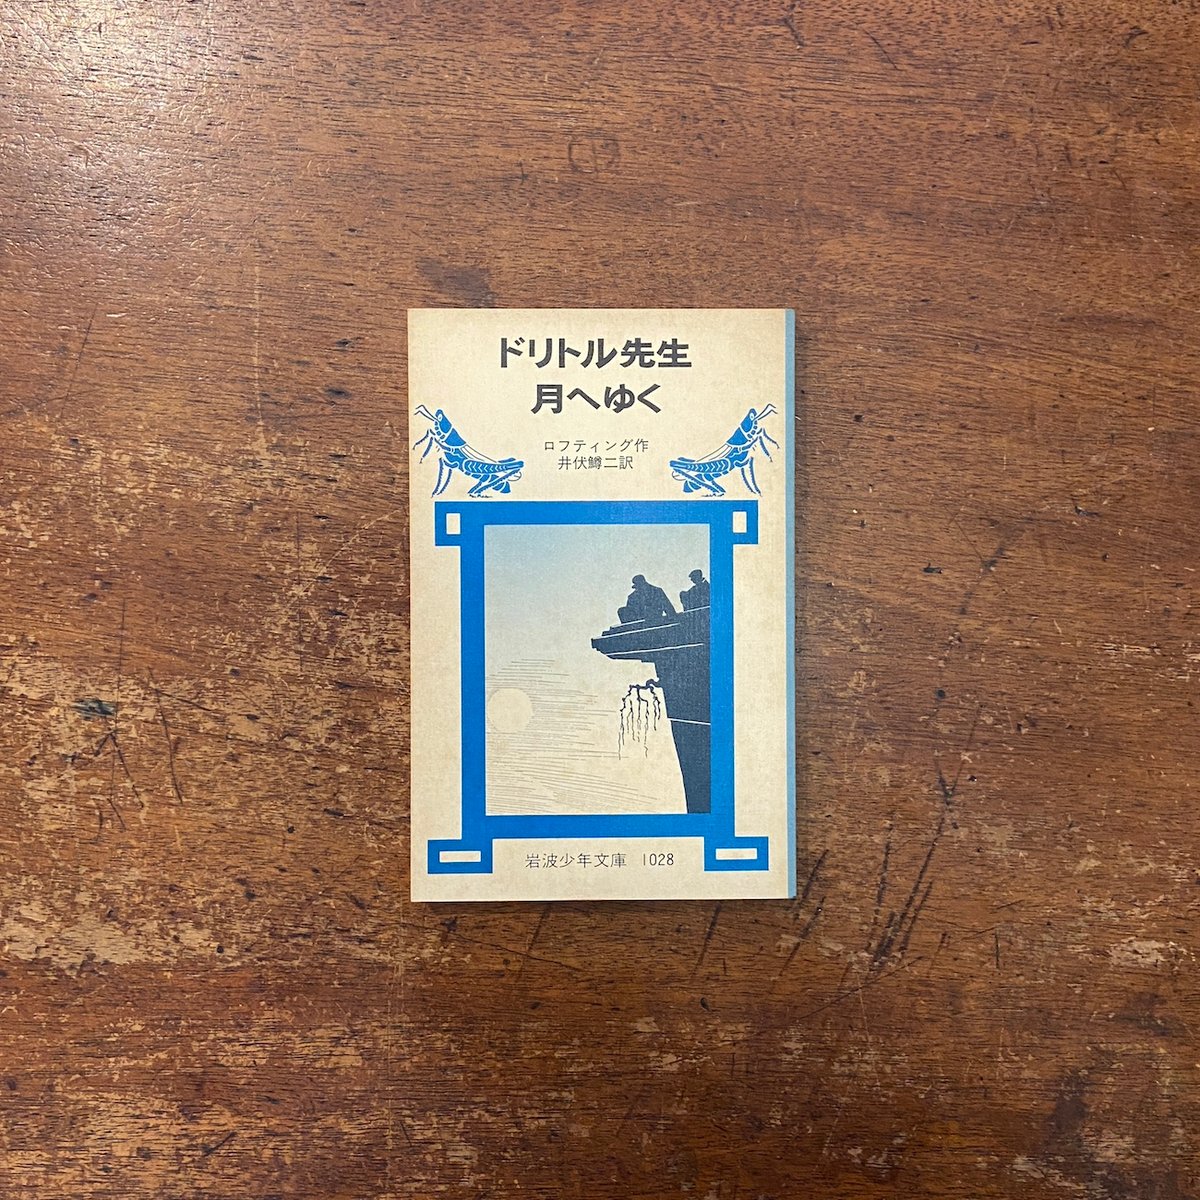 ドリトル先生
月へゆく
ロフティング作
井伏鱒二訳
岩波少年文庫 1028